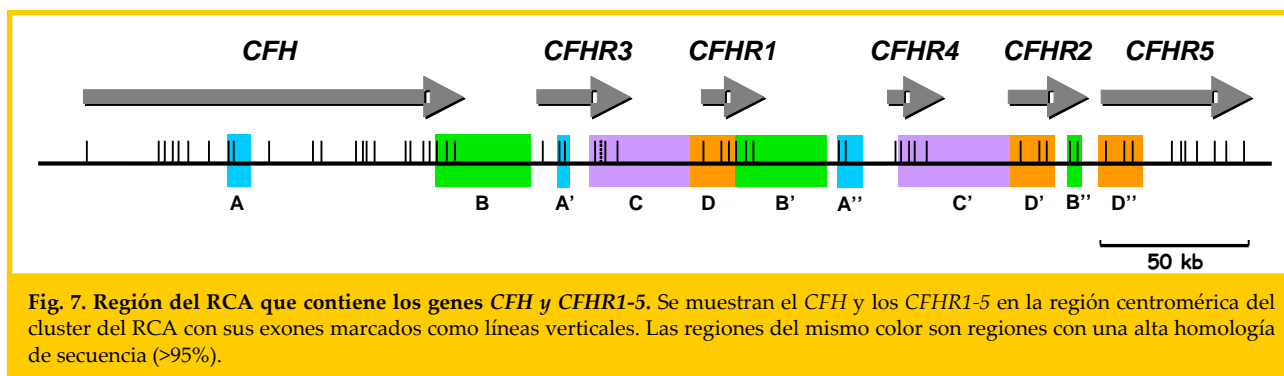 CFH CFHR3 CFHR1 CFHR4 CFHR2 CFHR5
A B A’ C D B’ A’’ C’ D’ B’’ D’’
50 kb
Fig. 7. Región del RCA que contiene los genes CFH y CFHR1-5. Se muestran el CFH y los CFHR1-5 en la región centromérica del
cluster del RCA con sus exones marcados como líneas verticales. Las regiones del mismo color son regiones con una alta homología
de secuencia (>95%).